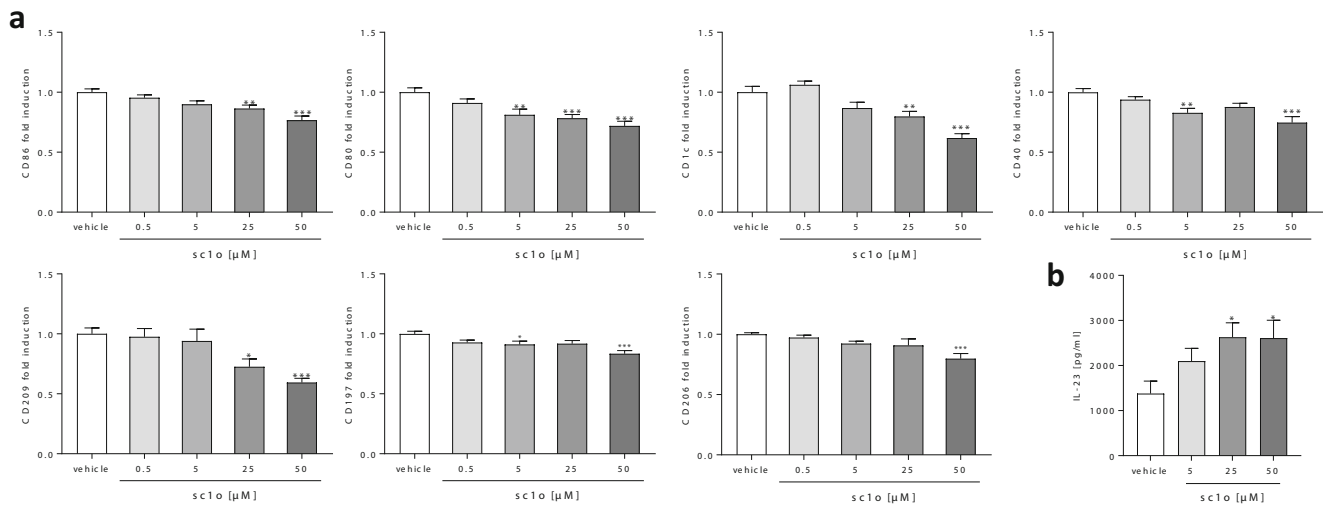 a
CD86 fold induction
1.5
1.0
0.5
0.0
** ***
vehicle 0.5 5 25 50
sc1o [µM]
CD80 fold induction
1.5
1.0
0.5
0.0
** *** ***
vehicle 0.5 5 25 50
sc1o [µM]
CD1c fold induction
1.5
1.0
0.5
0.0
** ***
vehicle 0.5 5 25 50
sc1o [µM]
CD40 fold induction
1.5
1.0
0.5
0.0
** ***
vehicle 0.5 5 25 50
sc1o [µM]
CD209 fold induction
1.5
1.0
0.5
0.0
* ***
vehicle 0.5 5 25 50
sc1o [µM]
CD197 fold induction
1.5
1.0
0.5
0.0
* ***
vehicle 0.5 5 25 50
sc1o [µM]
CD206 fold induction
1.5
1.0
0.5
0.0
***
vehicle 0.5 5 25 50
sc1o [µM]
b
IL-23 [pg/ml]
4000
3000
2000
1000
0
* *
vehicle 5 25 50
sc1o [µM]